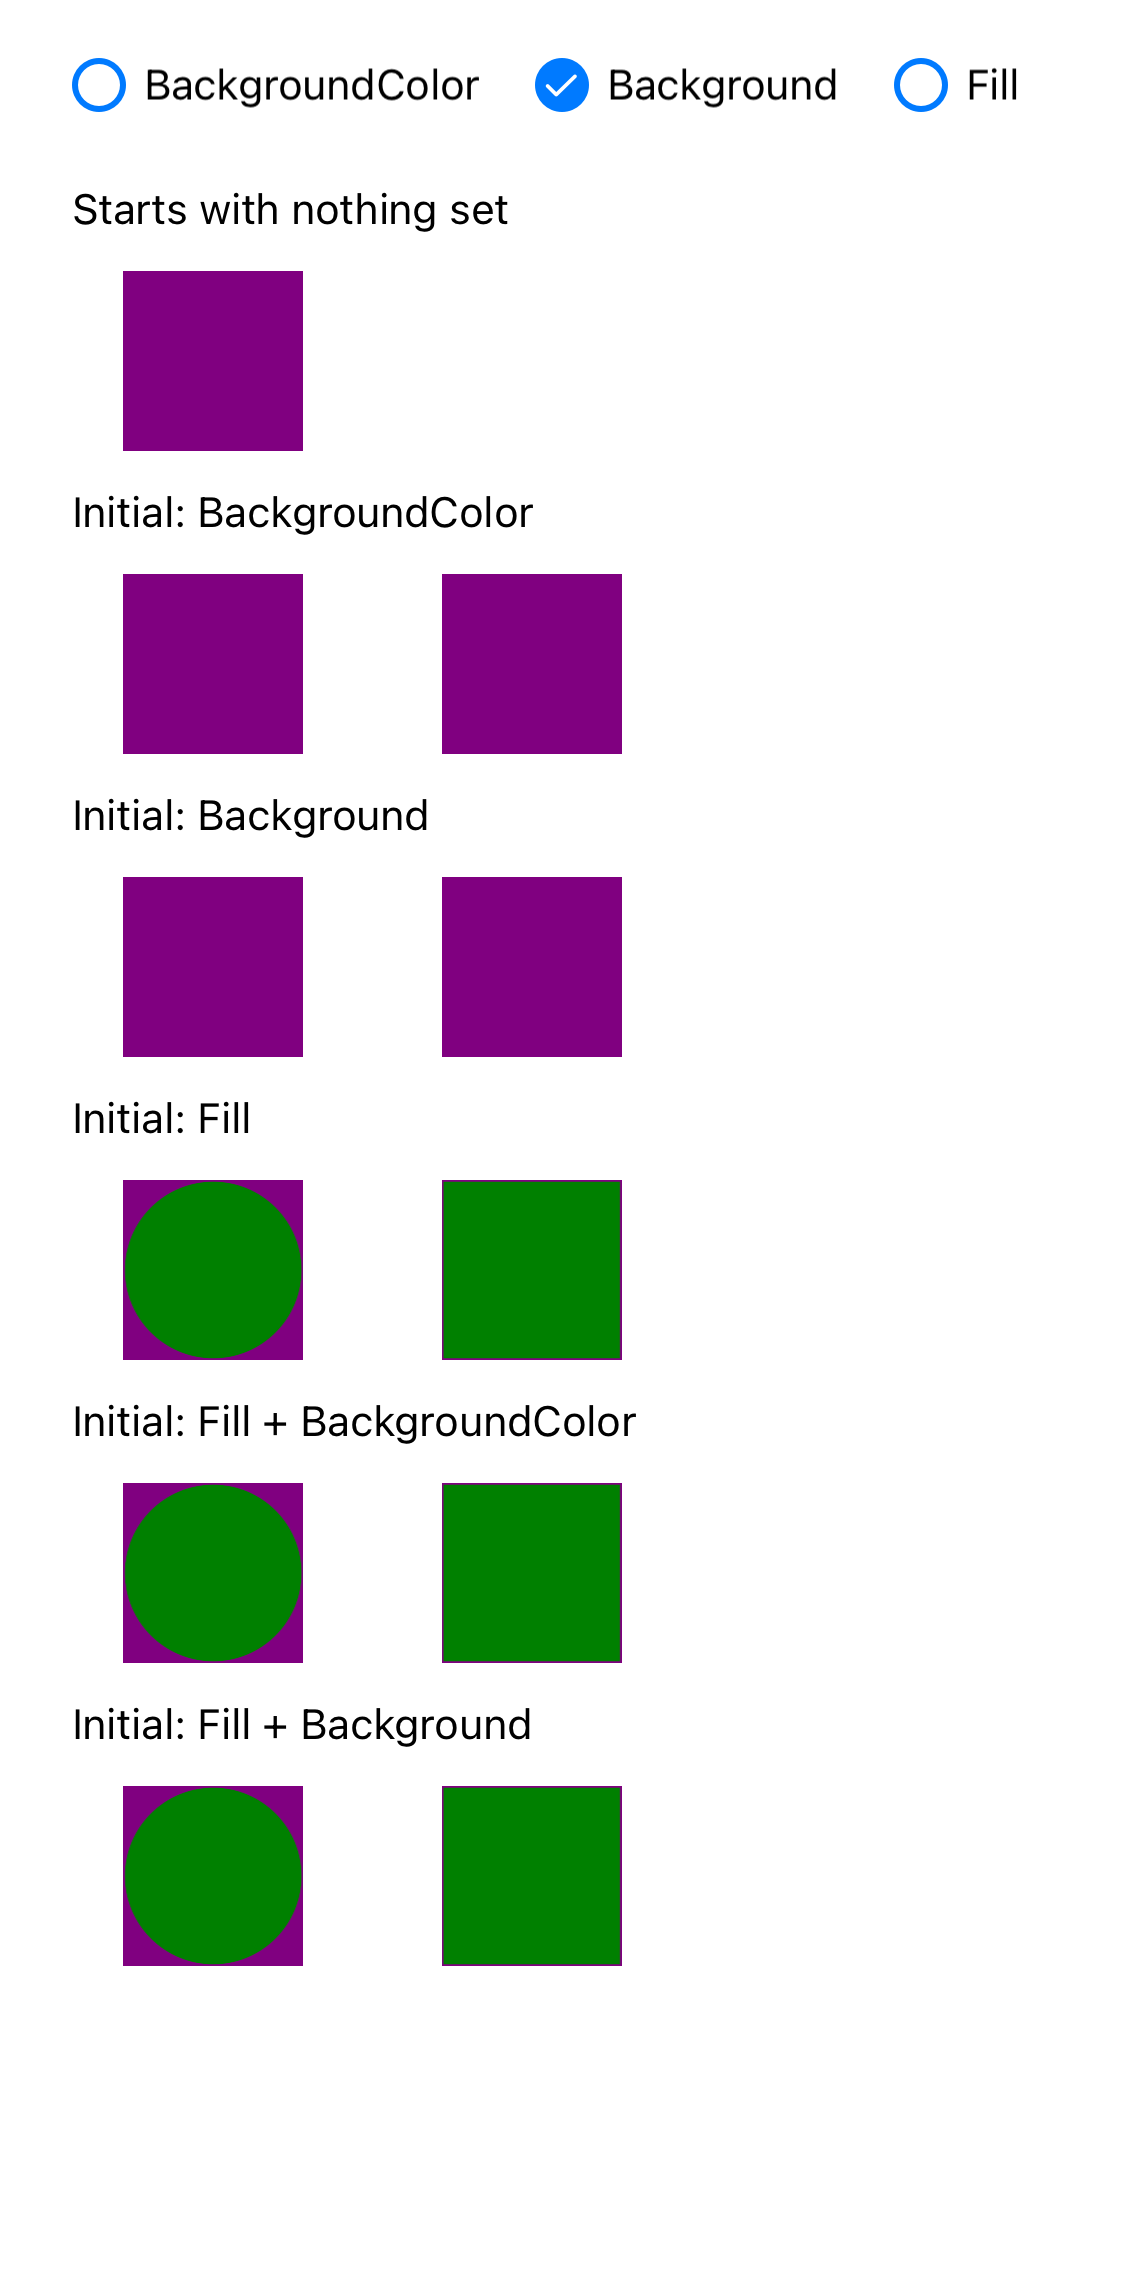 BackgroundColor Background Fill
Starts with nothing set
Initial: BackgroundColor
Initial: Background
Initial: Fill
Initial: Fill + BackgroundColor
Initial: Fill + Background